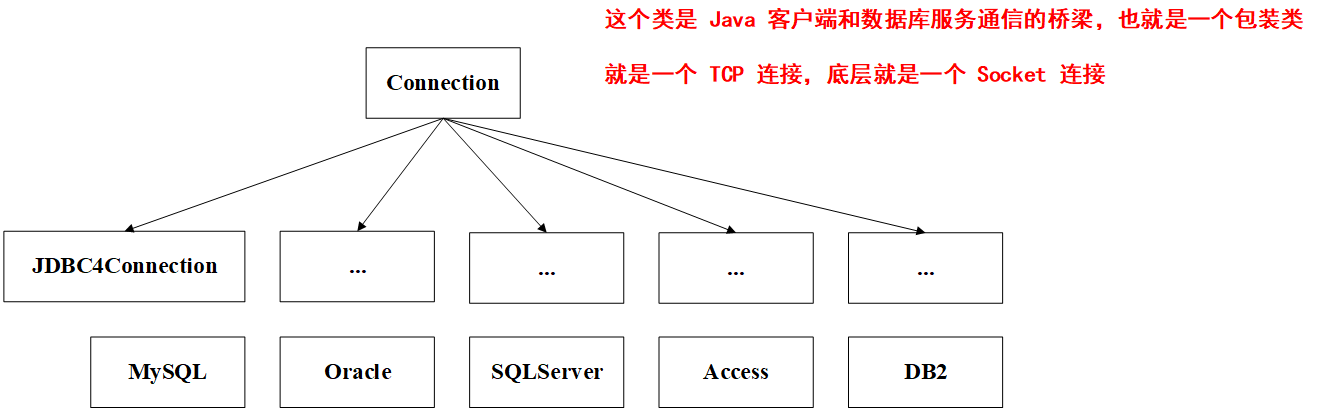 这个类是 Java 客户端和数据库服务通信的桥梁，也就是一个包装类
就是一个 TCP 连接，底层就是一个 Socket 连接
Connection
JDBC4Connection
...
...
...
...
MySQL
Oracle
SQLServer
Access
DB2